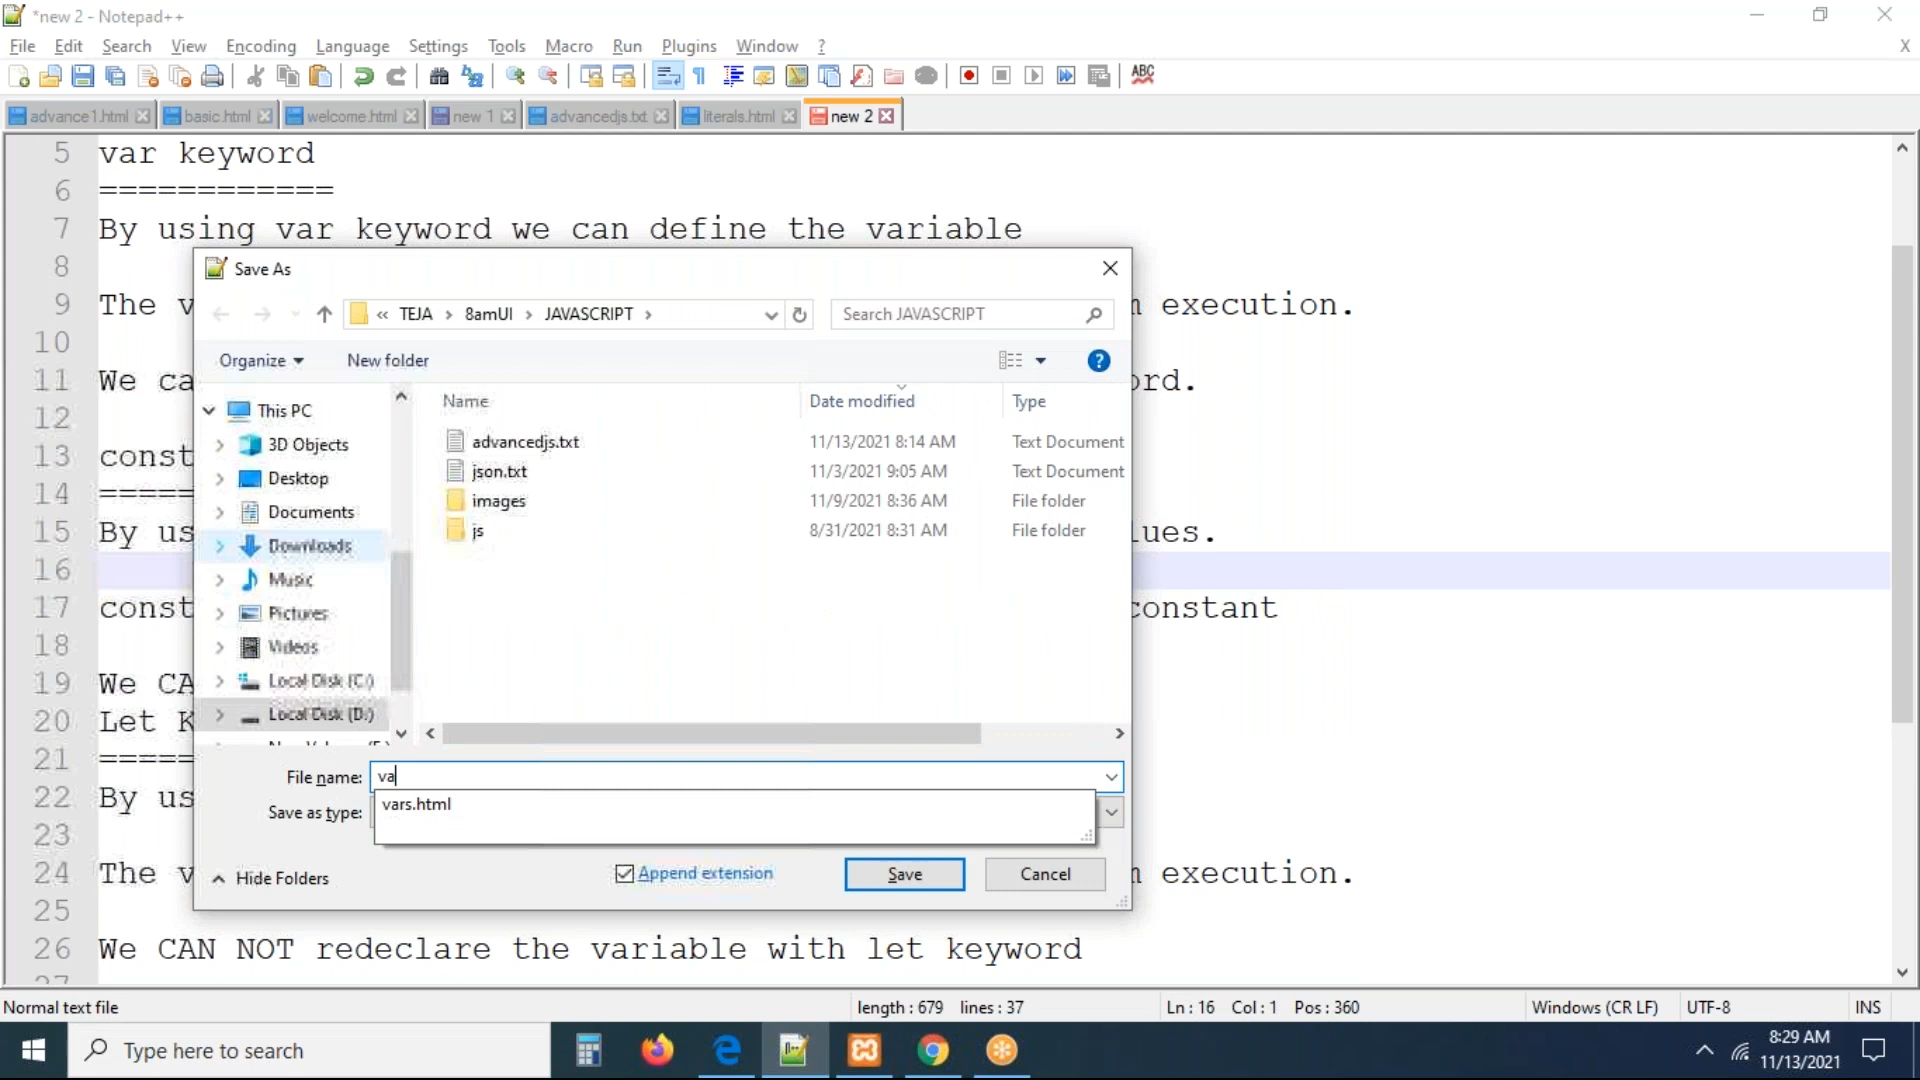 *new 2 - Notepad++
File Edit Search View Encoding Language Settings Tools Macro Run Plugins Window ? X
ABC
advance1.html basic.html welcome.html new 1 advancedjs.txt literals.html new 2
5 var keyword
6 ============
7 By using var keyword we can define the variable
8
9 The v execution.
10
11 We ca rd.
12
13 const
14 =====
15 By us lues.
16
17 const constant
18
19 We CA
20 Let K
21 =====
22 By us
23
24 The v execution.
25
26 We CAN NOT redeclare the variable with let keyword
27
Save As
« TEJA › 8amUI › JAVASCRIPT ›
Search JAVASCRIPT
Organize New folder ?
This PC
3D Objects
Desktop
Documents
Downloads
Music
Pictures
Videos
Local Disk (C:)
Local Disk (D:)
Name Date modified Type
advancedjs.txt 11/13/2021 8:14 AM Text Document
json.txt 11/3/2021 9:05 AM Text Document
images 11/9/2021 8:36 AM File folder
js 8/31/2021 8:31 AM File folder
File name: va
vars.html
Save as type:
Hide Folders Append extension Save Cancel
Normal text file length : 679 lines : 37 Ln : 16 Col : 1 Pos : 360 Windows (CR LF) UTF-8 INS
Type here to search
8:29 AM
11/13/2021